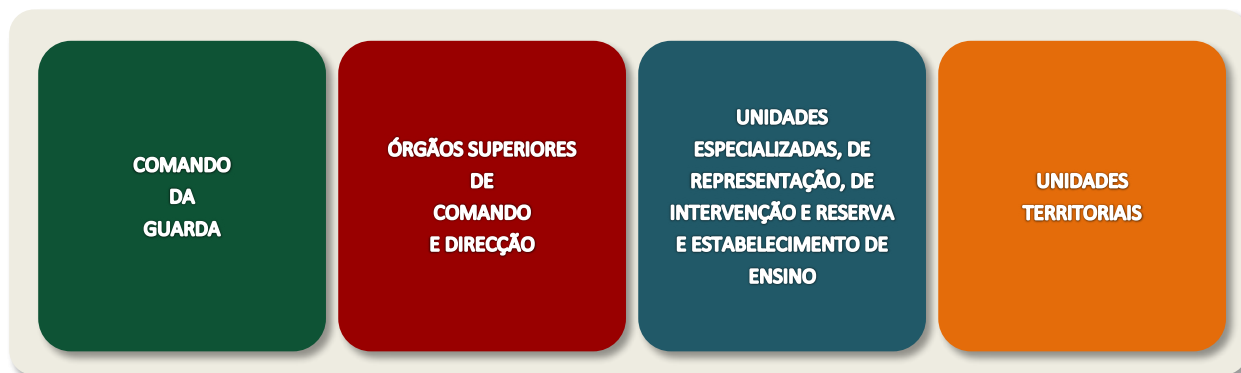 COMANDO
DA
GUARDA
ÓRGÃOS SUPERIORES
DE
COMANDO
E DIRECÇÃO
UNIDADES
ESPECIALIZADAS, DE
REPRESENTAÇÃO, DE
INTERVENÇÃO E RESERVA
E ESTABELECIMENTO DE
ENSINO
UNIDADES
TERRITORIAIS